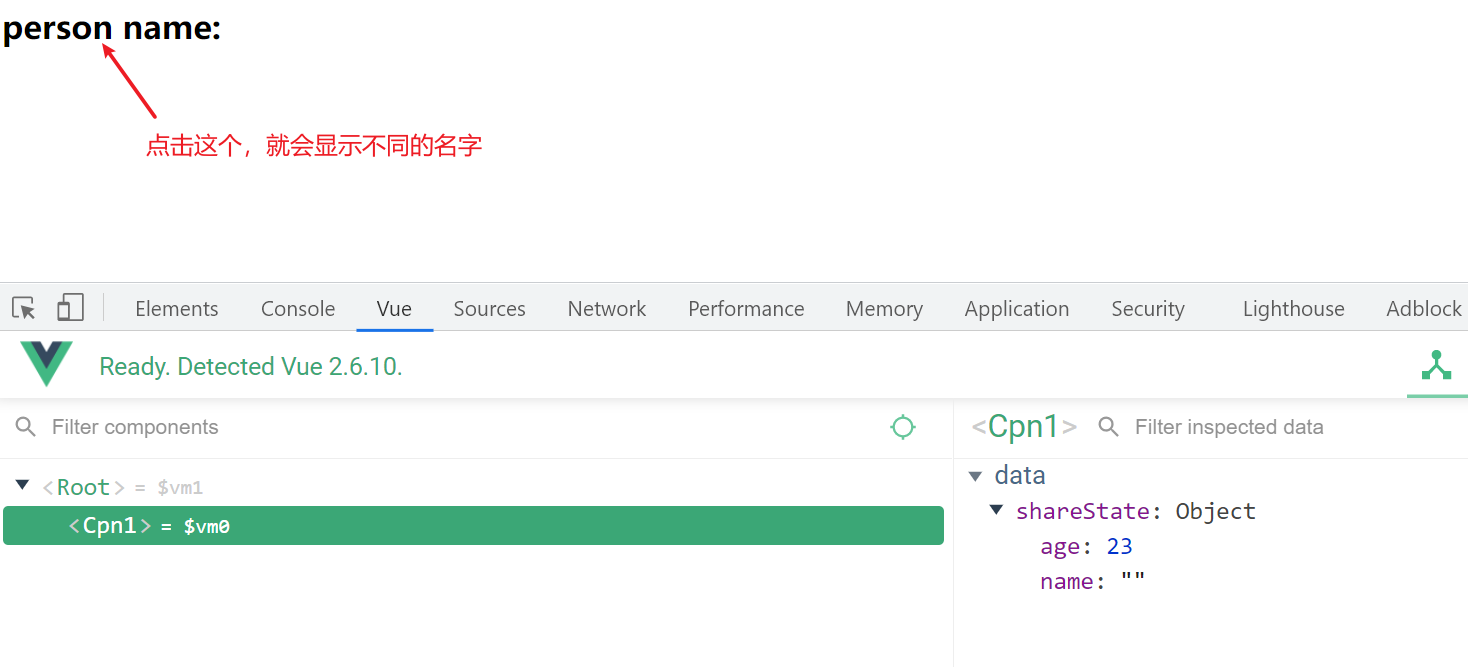 person name:
点击这个，就会显示不同的名字
Elements Console Vue Sources Network Performance Memory Application Security Lighthouse Adblock
Ready. Detected Vue 2.6.10.
Filter components
<Cpn1> Filter inspected data
<Root> = $vm1
<Cpn1> = $vm0
data
shareState: Object
age: 23
name: ""